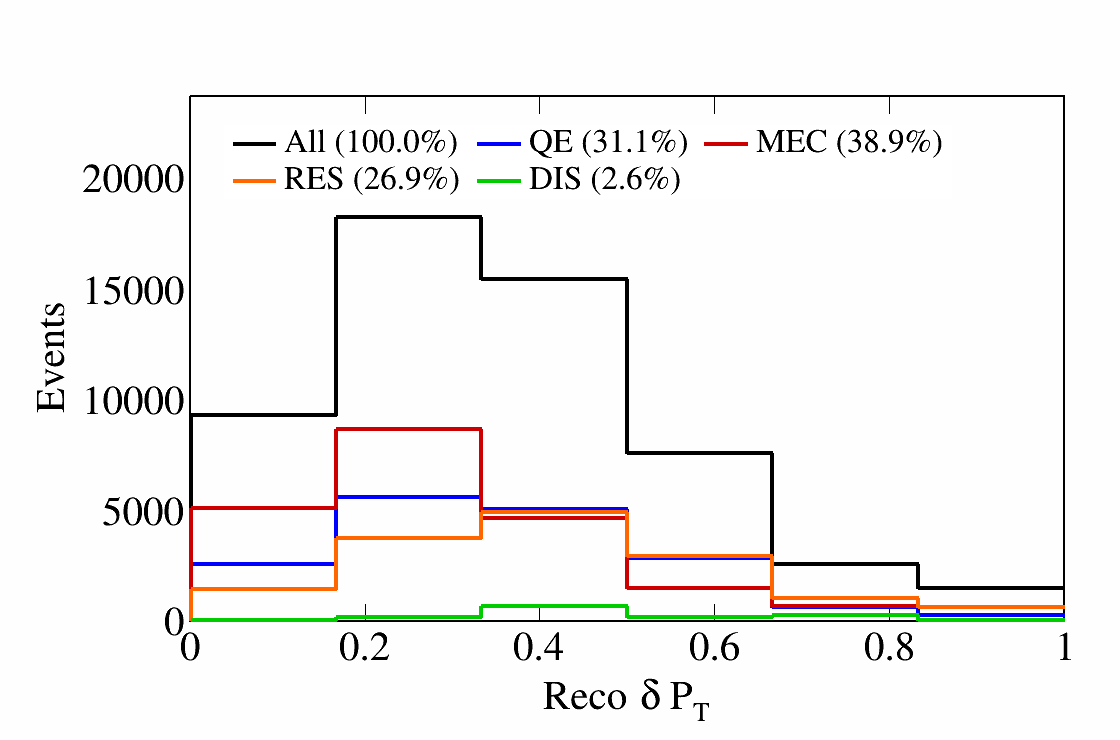 All (100.0%) QE (31.1%) MEC (38.9%)
RES (26.9%) DIS (2.6%)
20000
15000
10000
5000
0
Events
0 0.2 0.4 0.6 0.8 1
Reco δ P_T